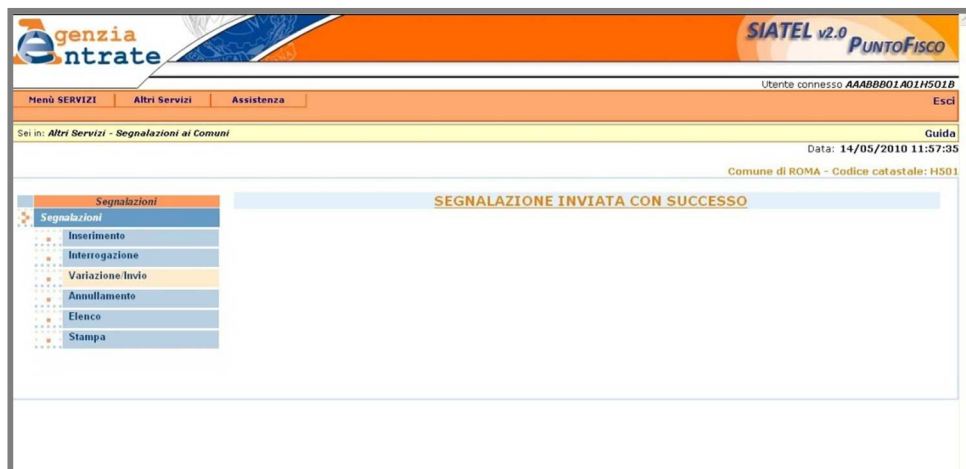 Agenzia
Entrate
SIATEL v2.0
PUNTOFISCO
Utente connesso AAABBB01A01H501B
Menù SERVIZI
Altri Servizi
Assistenza
Esci
Sei in: Altri Servizi - Segnalazioni ai Comuni
Guida
Data: 14/05/2010 11:57:35
Comune di ROMA - Codice catastale: H501
Segnalazioni
SEGNALAZIONE INVIATA CON SUCCESSO
Segnalazioni
Inserimento
Interrogazione
Variazione/Invio
Annullamento
Elenco
Stampa